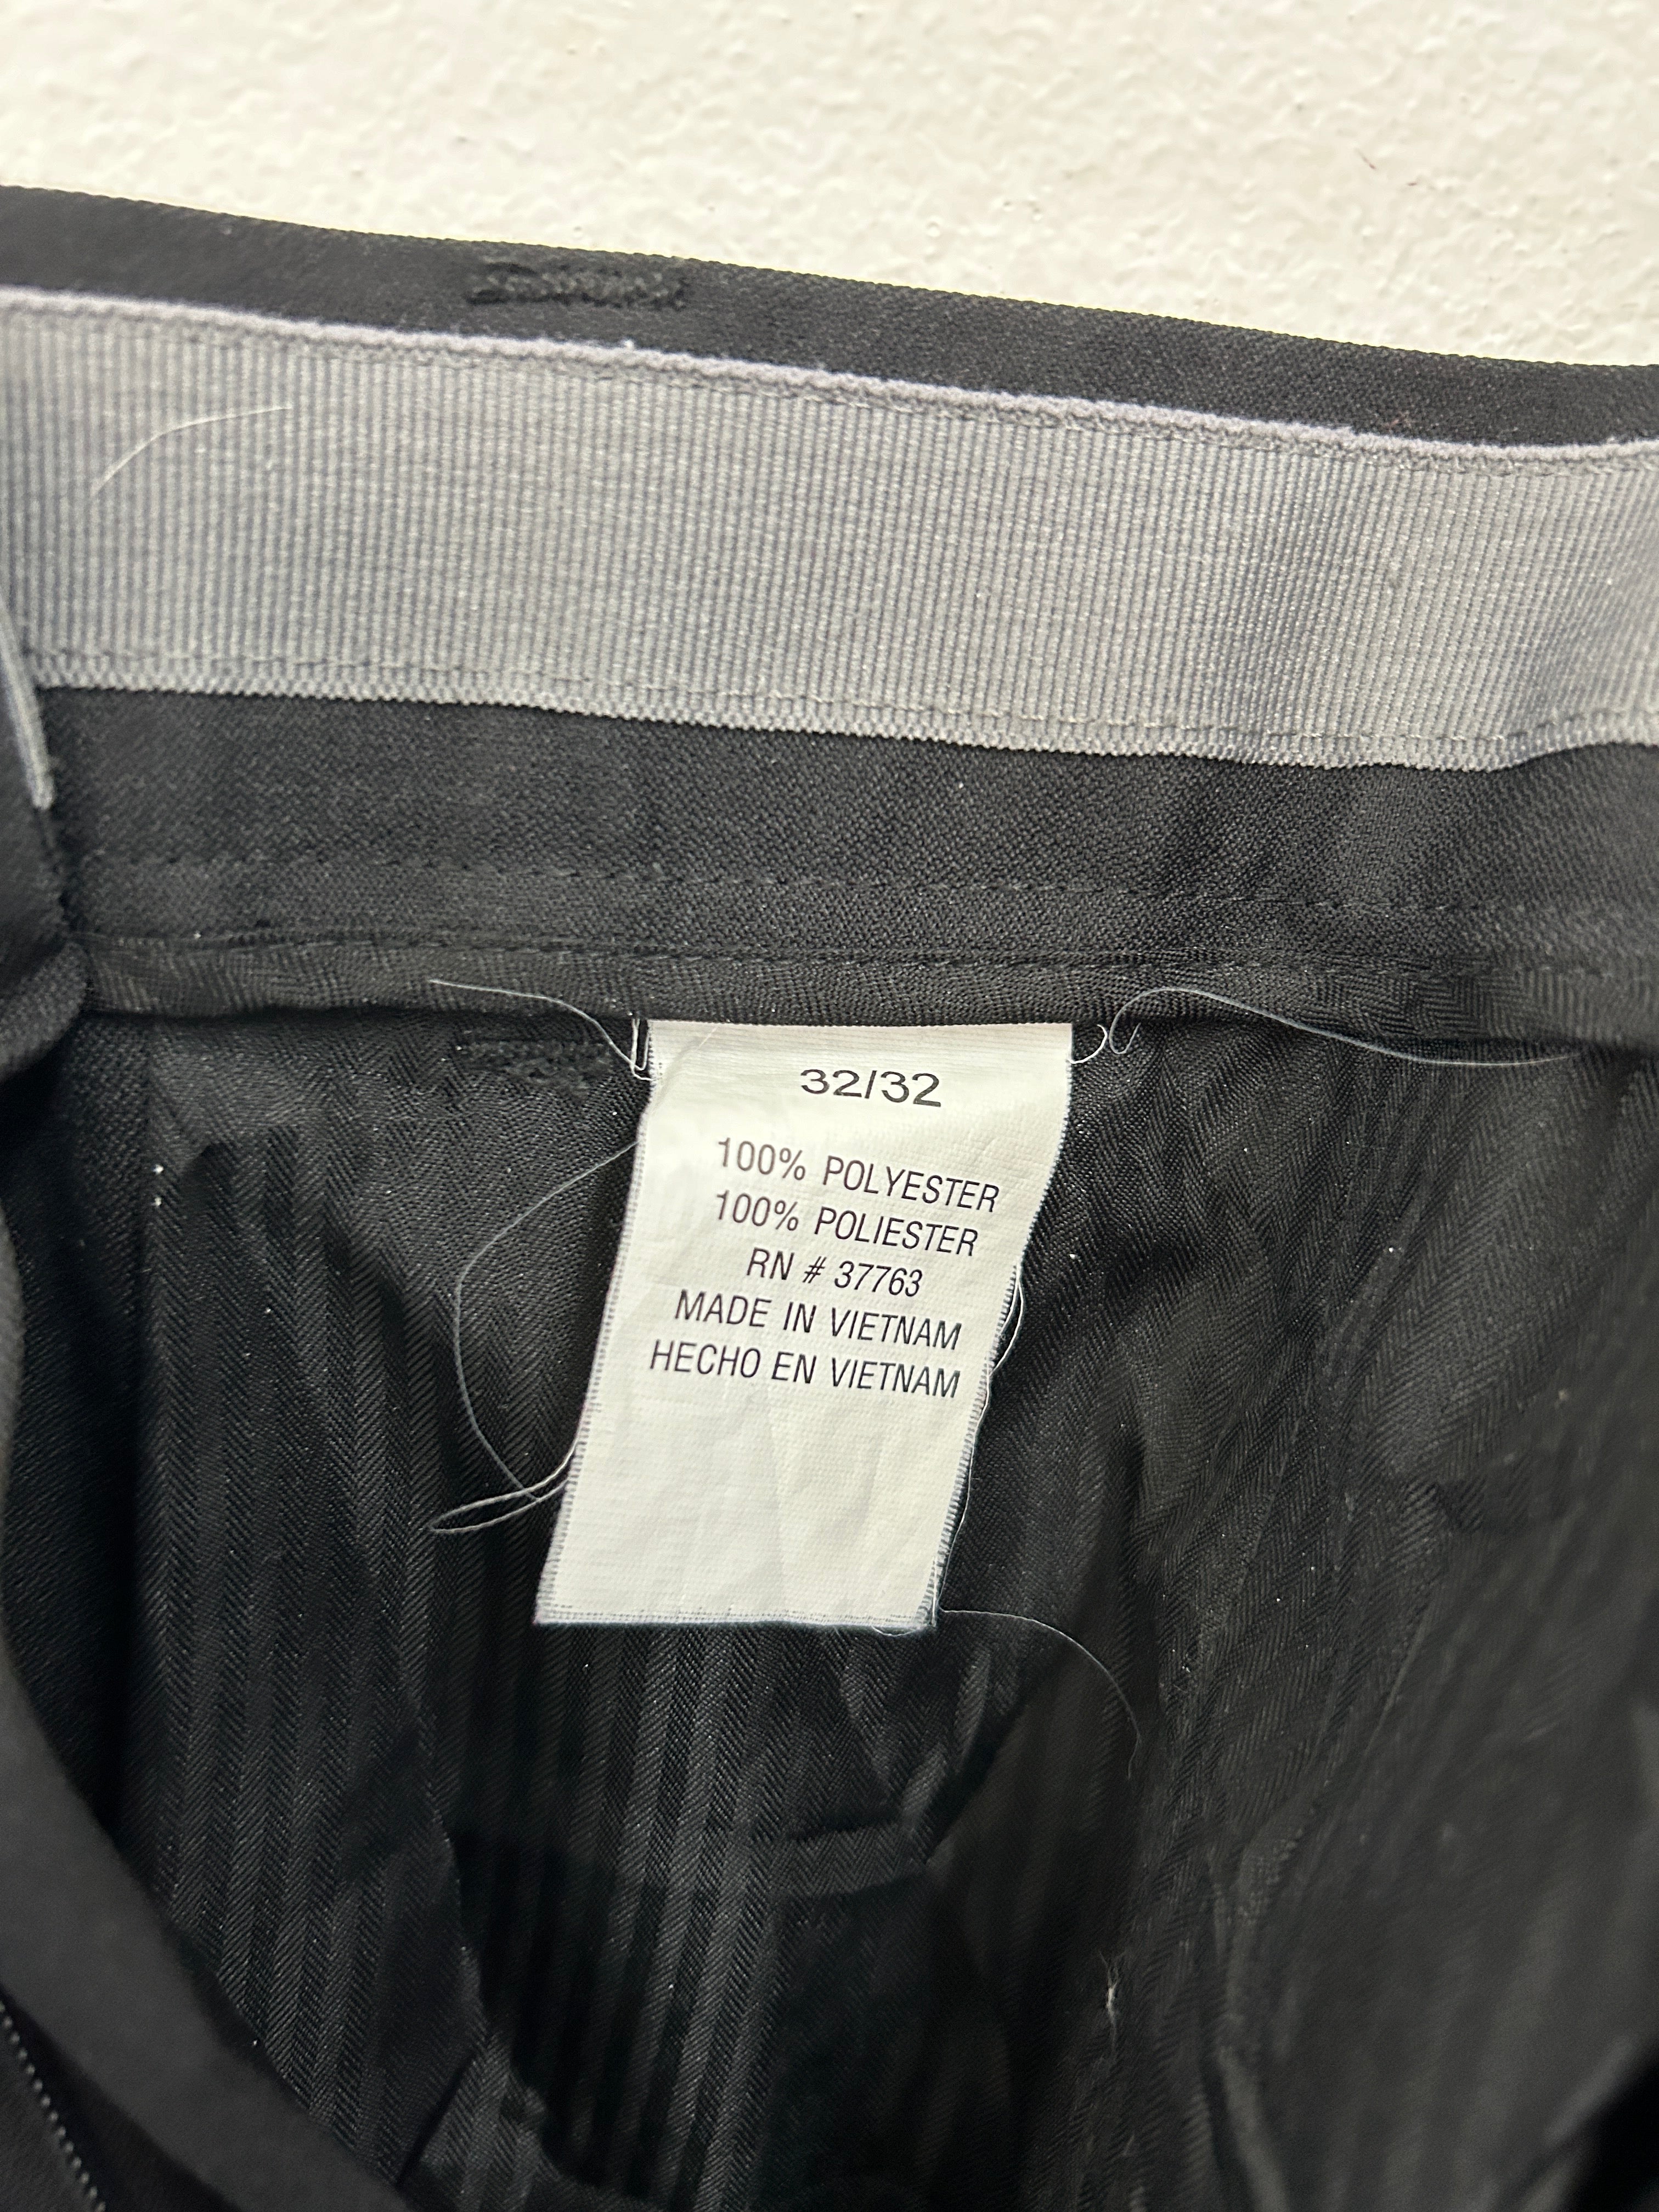 32/32
100% POLYESTER
100% POLIESTER
RN # 37763
MADE IN VIETNAM
HECHO EN VIETNAM